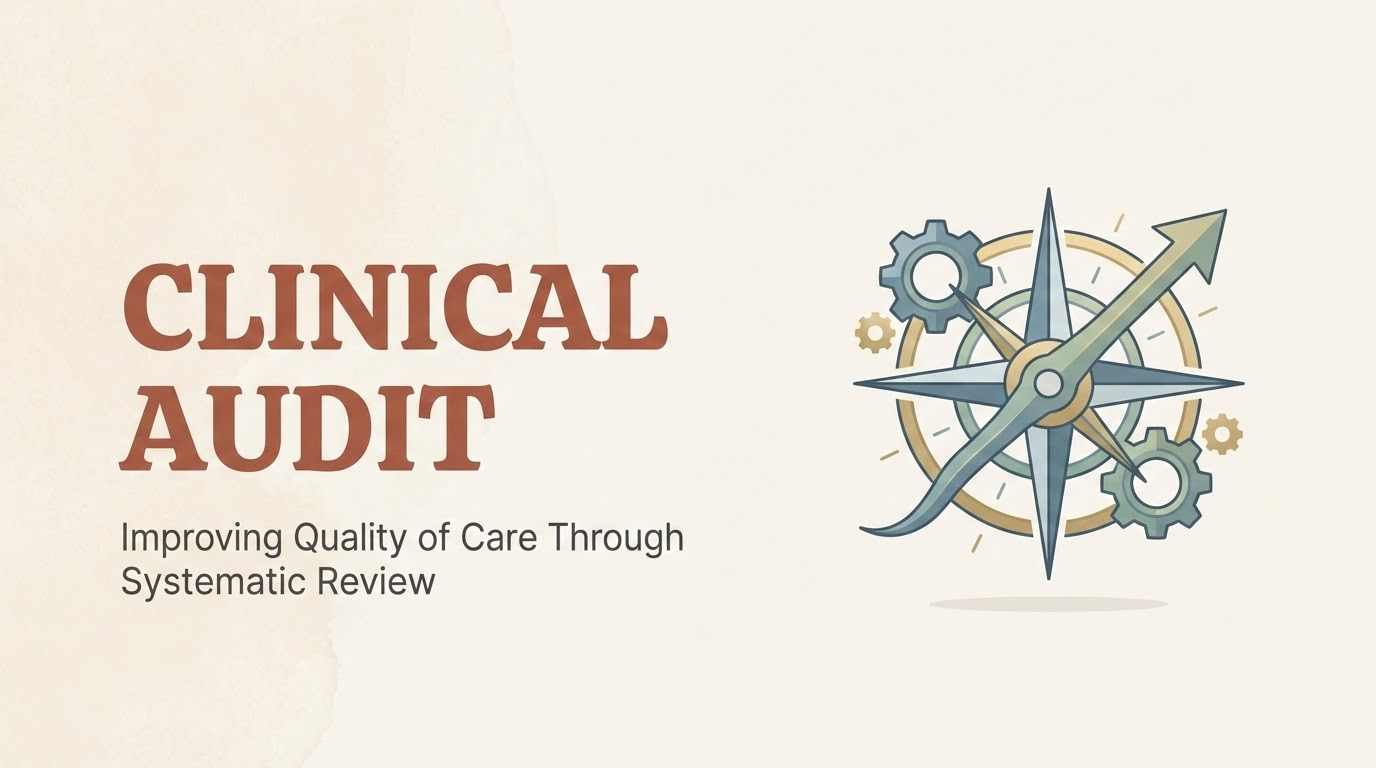 CLINICAL
AUDIT
Improving Quality of Care Through
Systematic Review